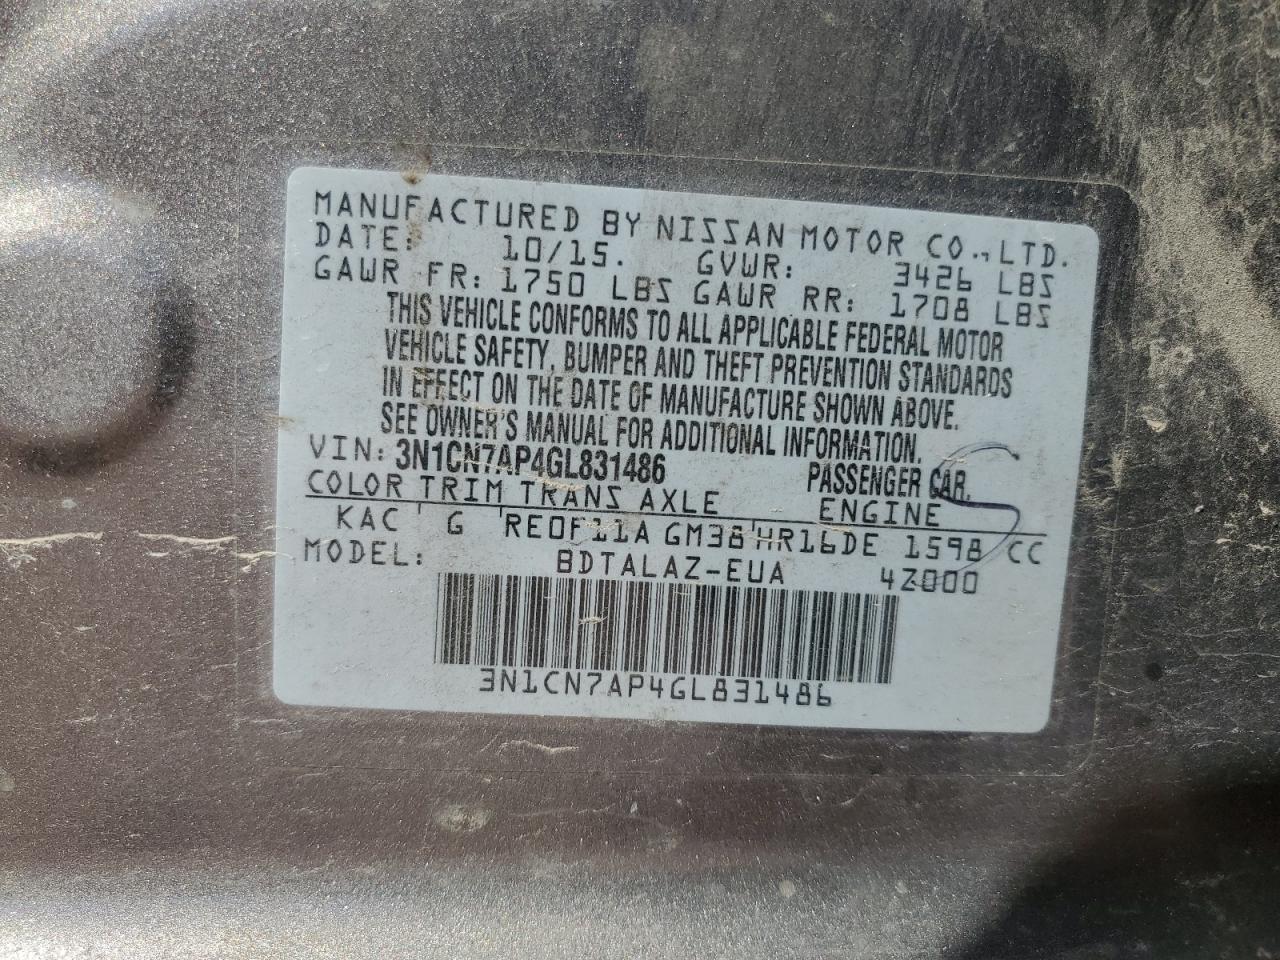 MANUFACTURED BY NISSAN MOTOR CO.,LTD.
DATE: 10/15. GVWR: 3426 LBS
GAWR FR: 1750 LBS GAWR RR: 1708 LBS
THIS VEHICLE CONFORMS TO ALL APPLICABLE FEDERAL MOTOR
VEHICLE SAFETY, BUMPER AND THEFT PREVENTION STANDARDS
IN EFFECT ON THE DATE OF MANUFACTURE SHOWN ABOVE.
SEE OWNER'S MANUAL FOR ADDITIONAL INFORMATION.
VIN: 3N1CN7AP4GL831486 PASSENGER CAR.
COLOR TRIM TRANS AXLE ENGINE
KAC ' G ' RE0F11A GM38 ' HR16DE 1598 CC
MODEL: BDTALAZ-EUA 4Z000
3N1CN7AP4GL831486